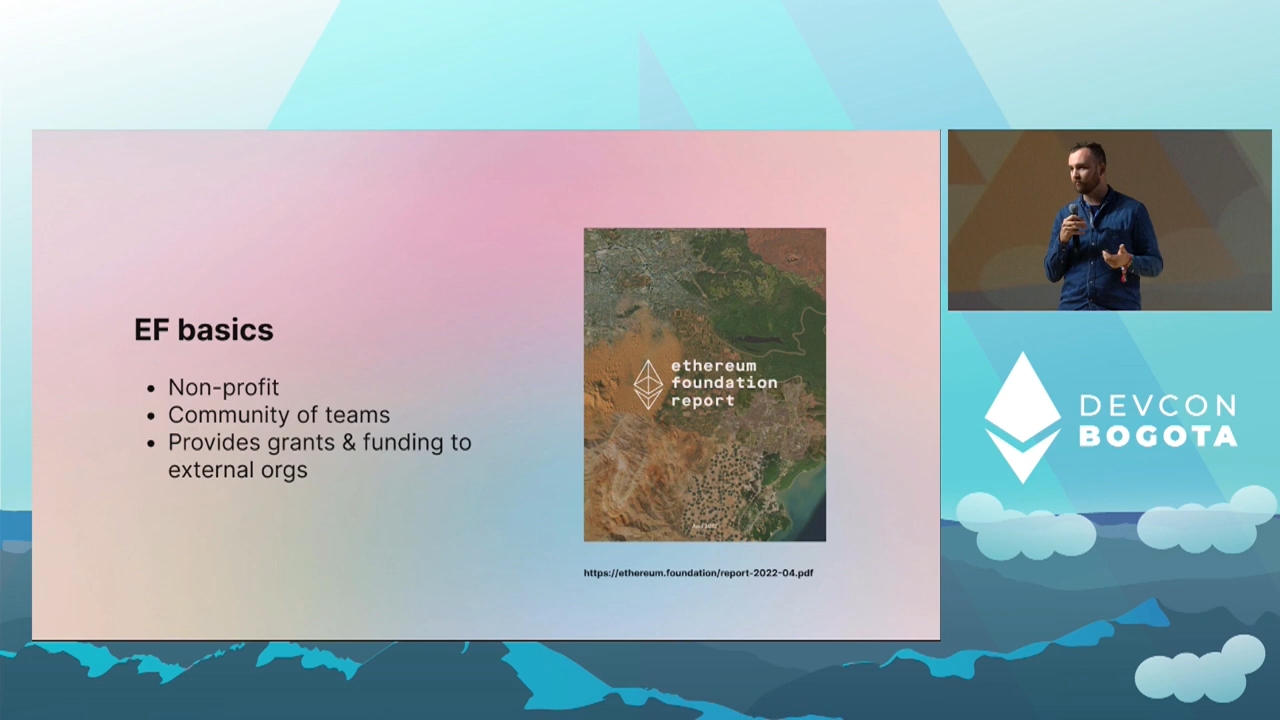 EF basics
• Non-profit
• Community of teams
• Provides grants & funding to
external orgs
ethereum
foundation
report
https://ethereum.foundation/report-2022-04.pdf
DEVCON
BOGOTA